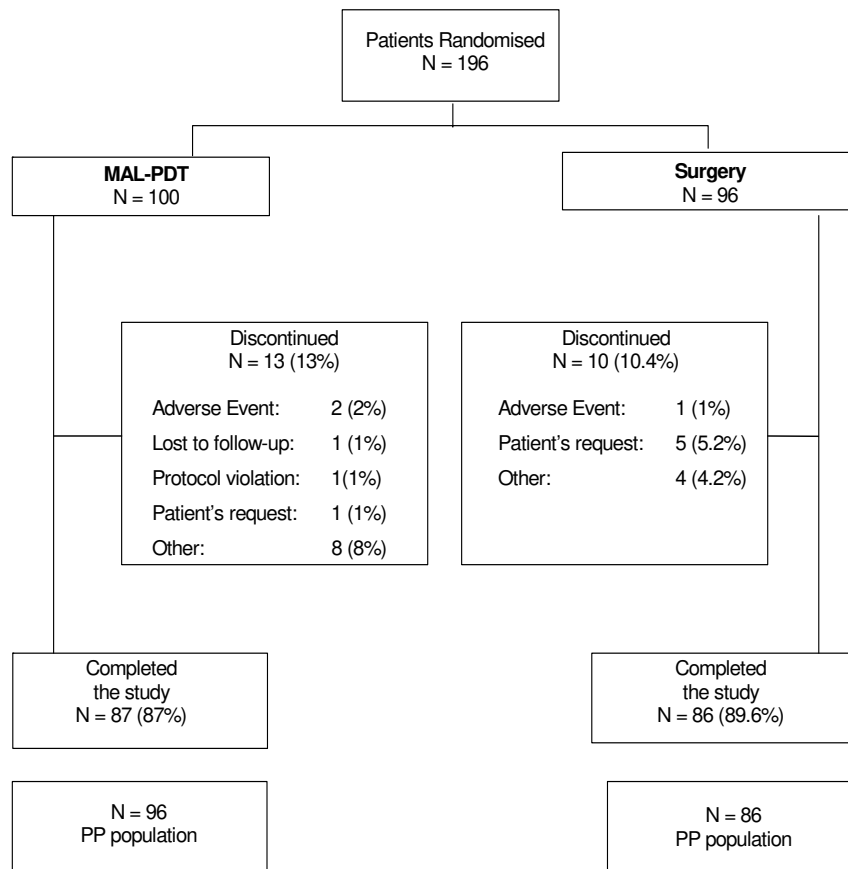 Patients Randomised
N = 196
MAL-PDT
N = 100
Surgery
N = 96
Discontinued
N = 13 (13%)
Adverse Event: 2 (2%)
Lost to follow-up: 1 (1%)
Protocol violation: 1(1%)
Patient's request: 1 (1%)
Other: 8 (8%)
Discontinued
N = 10 (10.4%)
Adverse Event: 1 (1%)
Patient's request: 5 (5.2%)
Other: 4 (4.2%)
Completed
the study
N = 87 (87%)
Completed
the study
N = 86 (89.6%)
N = 96
PP population
N = 86
PP population